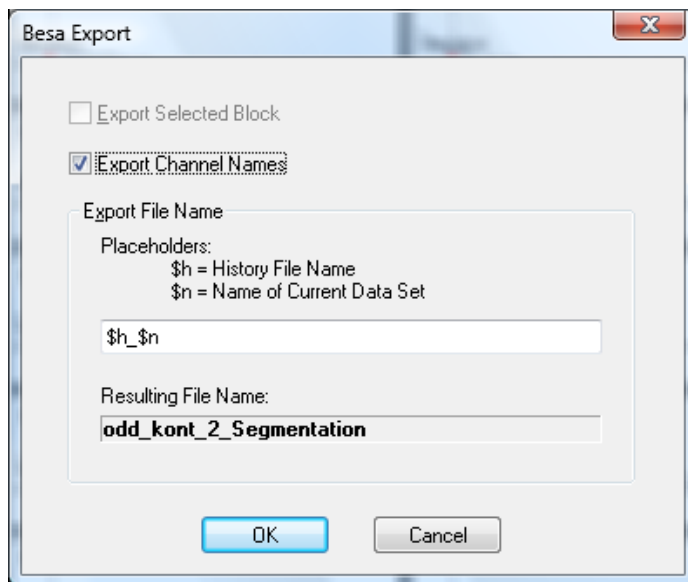 Besa Export
Export Selected Block
Export Channel Names
Export File Name
Placeholders:
$h = History File Name
$n = Name of Current Data Set
$h_$n
Resulting File Name:
odd_kont_2_Segmentation
OK
Cancel